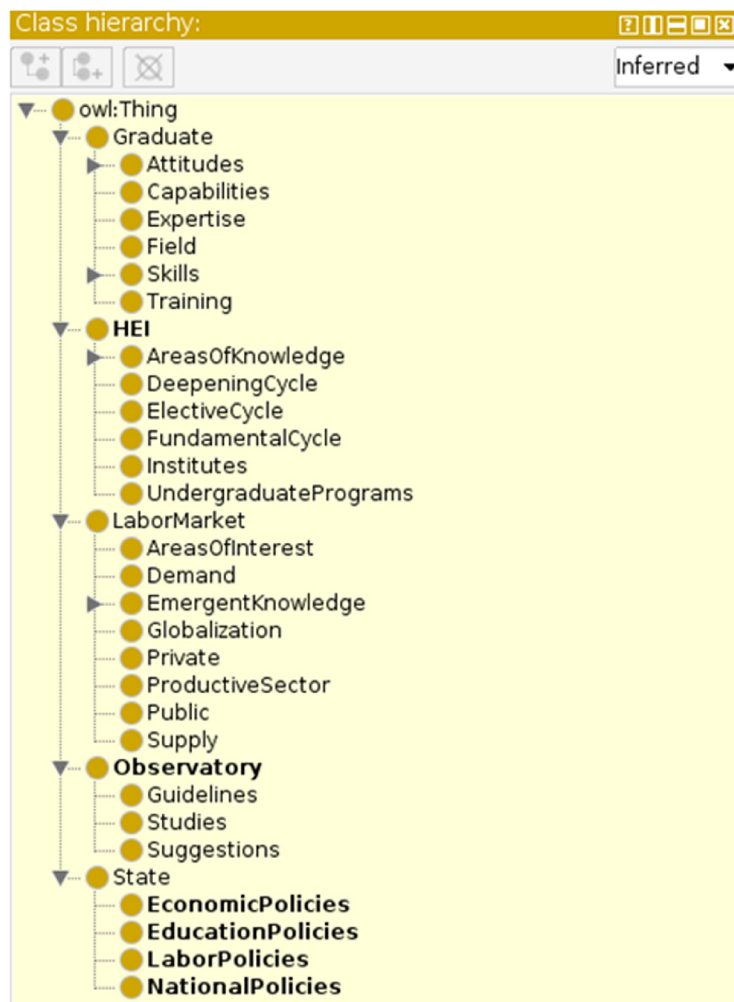 Class hierarchy:
Inferred
owl:Thing
Graduate
Attitudes
Capabilities
Expertise
Field
Skills
Training
HEI
AreasOfKnowledge
DeepeningCycle
ElectiveCycle
FundamentalCycle
Institutes
UndergraduatePrograms
LaborMarket
AreasOfInterest
Demand
EmergentKnowledge
Globalization
Private
ProductiveSector
Public
Supply
Observatory
Guidelines
Studies
Suggestions
State
EconomicPolicies
EducationPolicies
LaborPolicies
NationalPolicies